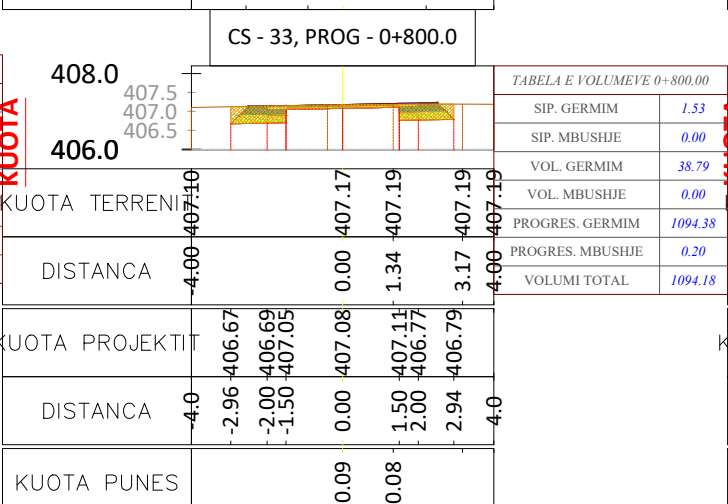 CS - 33, PROG - 0+800.0
408.0
407.5
407.0
406.5
406.0
KUOTA
TABELA E VOLUMEVE 0+800.00
SIP. GERMIM 1.53
SIP. MBUSHJE 0.00
VOL. GERMIM 38.79
VOL. MBUSHJE 0.00
PROGRES. GERMIM 1094.38
PROGRES. MBUSHJE 0.20
VOLUMI TOTAL 1094.18
KUOTA TERRENIT 407.10 407.17 407.19 407.19 407.19
DISTANCA -4.00 0.00 1.34 3.17 4.00
KUOTA PROJEKTIT 406.67 406.69 407.05 407.08 407.11 406.77 406.79
DISTANCA -4.0 -2.96 -2.00 -1.50 0.00 1.50 2.00 2.94 4.0
KUOTA PUNES 0.09 0.08